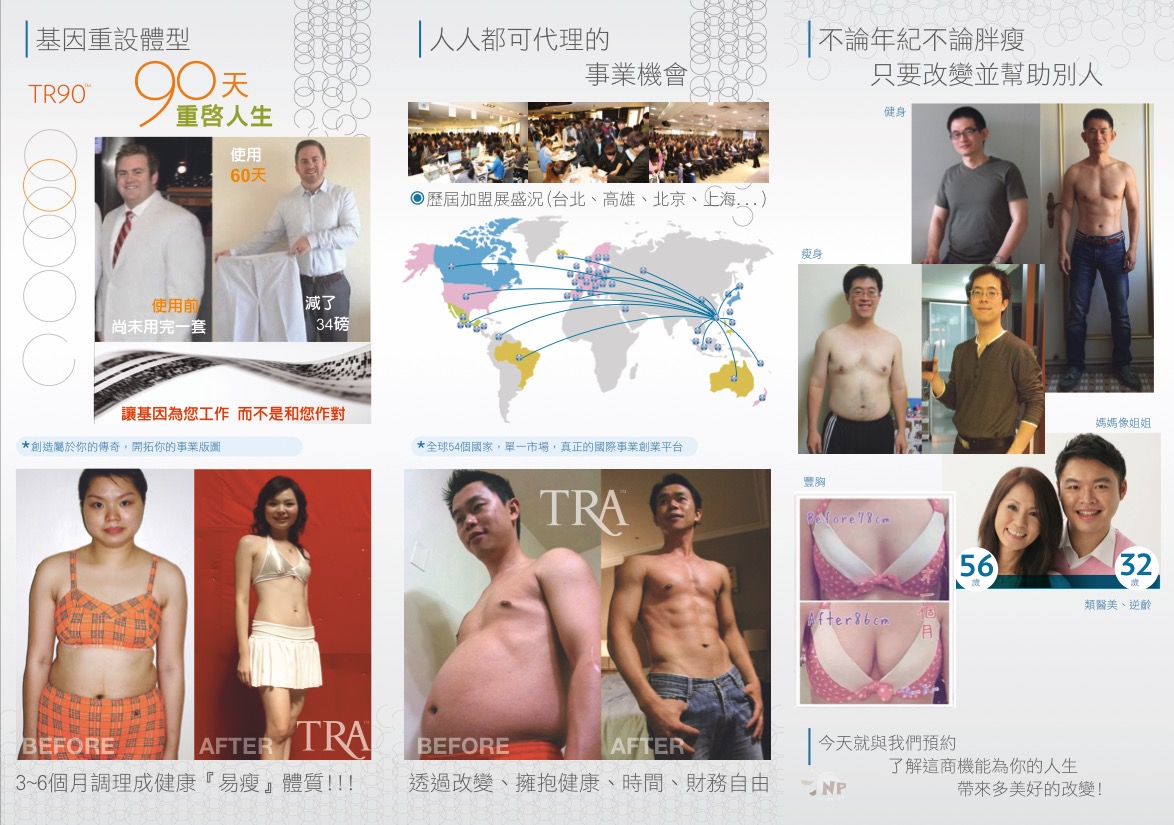 基因重設體型
TR90™
90天
重啓人生
使用
60天
使用前
尚未用完一套
減了
34磅
讓基因為您工作 而不是和您作對
*創造屬於你的傳奇，開拓你的事業版圖
BEFORE
AFTER
TRA™
3~6個月調理成健康『易瘦』體質!!!
人人都可代理的
事業機會
歷屆加盟展盛況(台北、高雄、北京、上海...)
*全球54個國家，單一市場，真正的國際事業創業平台
TRA™
BEFORE
AFTER
透過改變、擁抱健康、時間、財務自由
不論年紀不論胖瘦
只要改變並幫助別人
健身
瘦身
媽媽像姐姐
豐胸
Before78cm
After86cm
個
月
56
歲
32
歲
類醫美、逆齡
今天就與我們預約
了解這商機能為你的人生
帶來多美好的改變!
NP